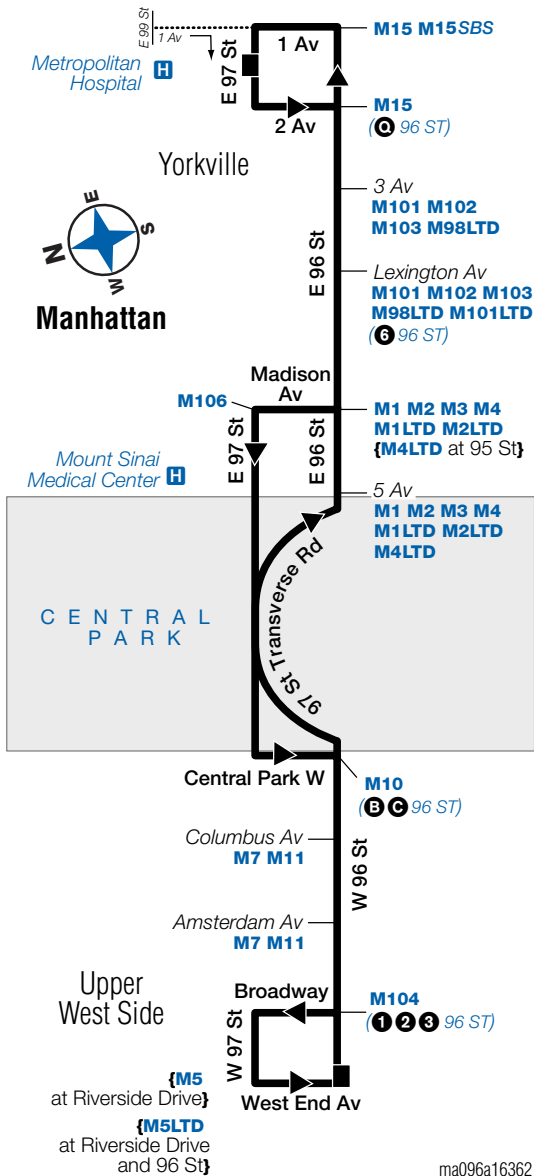 E 99 St
1 Av
M15 M15SBS
1 Av
E 97 St
Metropolitan
Hospital H
2 Av
M15
(Q 96 ST)
Yorkville
3 Av
M101 M102
M103 M98LTD
E
S
N
W
Manhattan
E 96 St
Lexington Av
M101 M102 M103
M98LTD M101LTD
(6 96 ST)
Madison
Av
M106
M1 M2 M3 M4
M1LTD M2LTD
{M4LTD at 95 St}
E 97 St
E 96 St
Mount Sinai
Medical Center H
5 Av
M1 M2 M3 M4
M1LTD M2LTD
M4LTD
CENTRAL
PARK
97 St Transverse Rd
Central Park W
M10
(B C 96 ST)
Columbus Av
M7 M11
W 96 St
Amsterdam Av
M7 M11
Upper
West Side
Broadway
M104
(1 2 3 96 ST)
W 97 St
West End Av
{M5
at Riverside Drive}
{M5LTD
at Riverside Drive
and 96 St}
ma096a16362